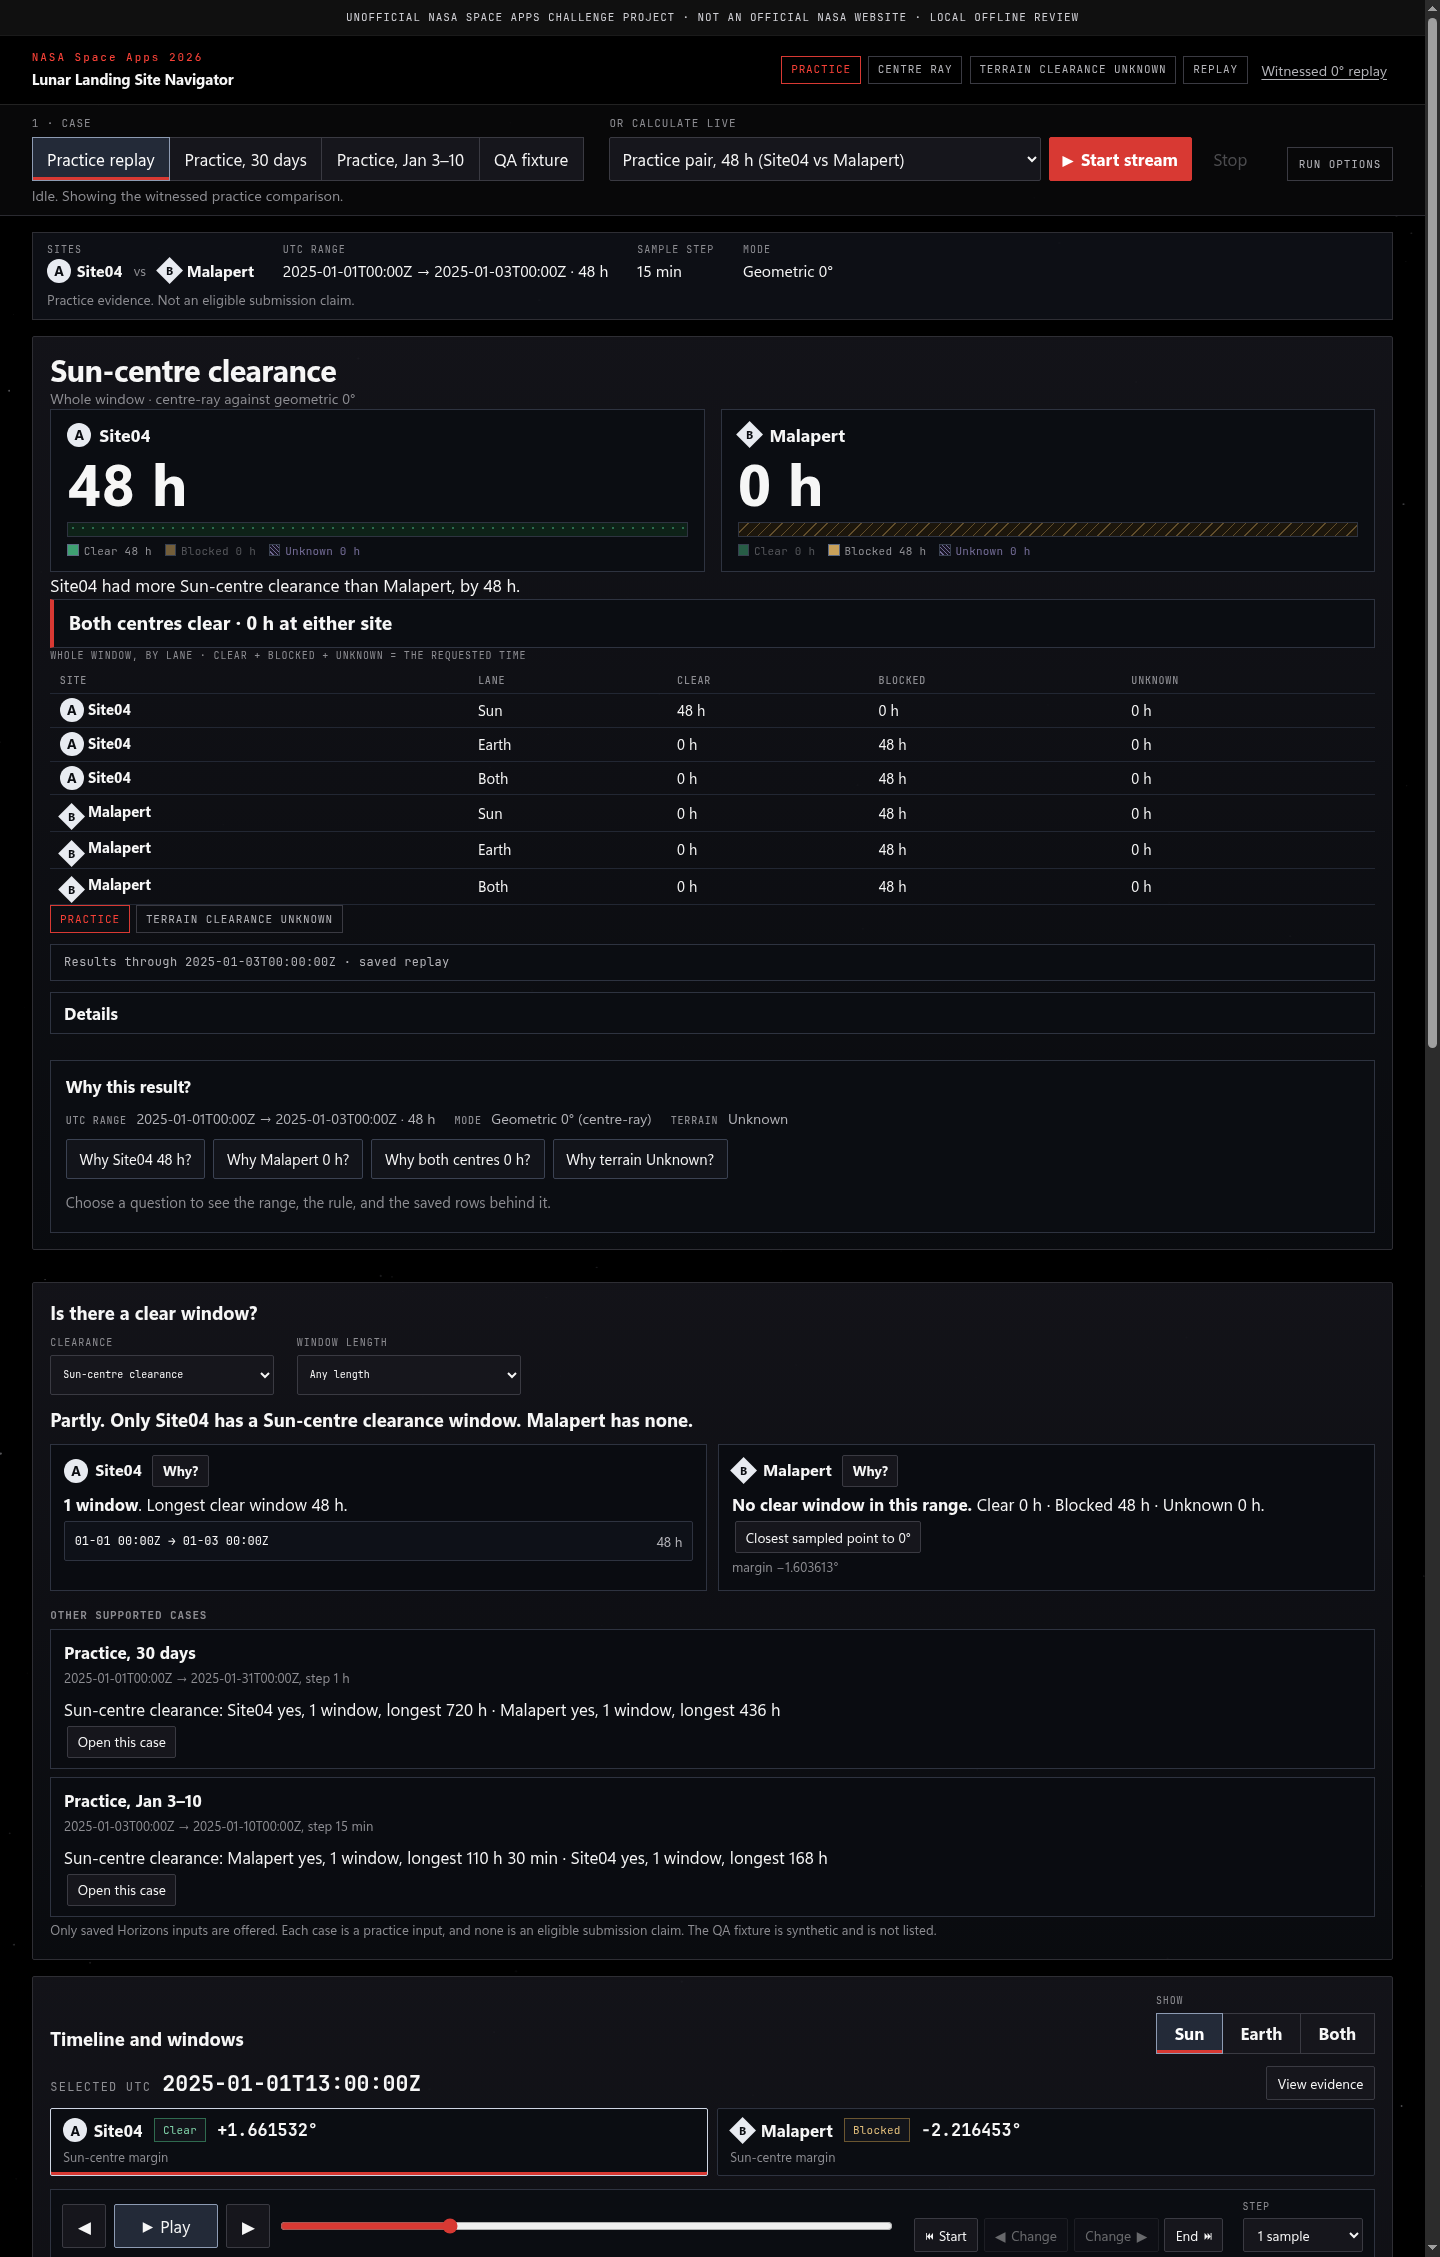 UNOFFICIAL NASA SPACE APPS CHALLENGE PROJECT · NOT AN OFFICIAL NASA WEBSITE · LOCAL OFFLINE REVIEW
NASA Space Apps 2026
Lunar Landing Site Navigator
PRACTICE CENTRE RAY TERRAIN CLEARANCE UNKNOWN REPLAY Witnessed 0° replay
1 · CASE
Practice replay Practice, 30 days Practice, Jan 3–10 QA fixture
OR CALCULATE LIVE
Practice pair, 48 h (Site04 vs Malapert) ▶ Start stream Stop RUN OPTIONS
Idle. Showing the witnessed practice comparison.
SITES UTC RANGE SAMPLE STEP MODE
A Site04 vs B Malapert 2025-01-01T00:00Z → 2025-01-03T00:00Z · 48 h 15 min Geometric 0°
Practice evidence. Not an eligible submission claim.
Sun-centre clearance
Whole window · centre-ray against geometric 0°
A Site04
48 h
Clear 48 h Blocked 0 h Unknown 0 h
B Malapert
0 h
Clear 0 h Blocked 48 h Unknown 0 h
Site04 had more Sun-centre clearance than Malapert, by 48 h.
Both centres clear · 0 h at either site
WHOLE WINDOW, BY LANE · CLEAR + BLOCKED + UNKNOWN = THE REQUESTED TIME
SITE LANE CLEAR BLOCKED UNKNOWN
A Site04 Sun 48 h 0 h 0 h
A Site04 Earth 0 h 48 h 0 h
A Site04 Both 0 h 48 h 0 h
B Malapert Sun 0 h 48 h 0 h
B Malapert Earth 0 h 48 h 0 h
B Malapert Both 0 h 48 h 0 h
PRACTICE TERRAIN CLEARANCE UNKNOWN
Results through 2025-01-03T00:00:00Z · saved replay
Details
Why this result?
UTC RANGE 2025-01-01T00:00Z → 2025-01-03T00:00Z · 48 h MODE Geometric 0° (centre-ray) TERRAIN Unknown
Why Site04 48 h? Why Malapert 0 h? Why both centres 0 h? Why terrain Unknown?
Choose a question to see the range, the rule, and the saved rows behind it.
Is there a clear window?
CLEARANCE WINDOW LENGTH
Sun-centre clearance Any length
Partly. Only Site04 has a Sun-centre clearance window. Malapert has none.
A Site04 Why?
1 window. Longest clear window 48 h.
01-01 00:00Z → 01-03 00:00Z 48 h
B Malapert Why?
No clear window in this range. Clear 0 h · Blocked 48 h · Unknown 0 h.
Closest sampled point to 0°
margin −1.603613°
OTHER SUPPORTED CASES
Practice, 30 days
2025-01-01T00:00Z → 2025-01-31T00:00Z, step 1 h
Sun-centre clearance: Site04 yes, 1 window, longest 720 h · Malapert yes, 1 window, longest 436 h
Open this case
Practice, Jan 3–10
2025-01-03T00:00Z → 2025-01-10T00:00Z, step 15 min
Sun-centre clearance: Malapert yes, 1 window, longest 110 h 30 min · Site04 yes, 1 window, longest 168 h
Open this case
Only saved Horizons inputs are offered. Each case is a practice input, and none is an eligible submission claim. The QA fixture is synthetic and is not listed.
SHOW
Timeline and windows Sun Earth Both
SELECTED UTC 2025-01-01T13:00:00Z View evidence
A Site04 Clear +1.661532°
Sun-centre margin
B Malapert Blocked -2.216453°
Sun-centre margin
STEP
◀ ▶ Play ▶ ⏮ Start ◀ Change Change ▶ End ⏭ 1 sample